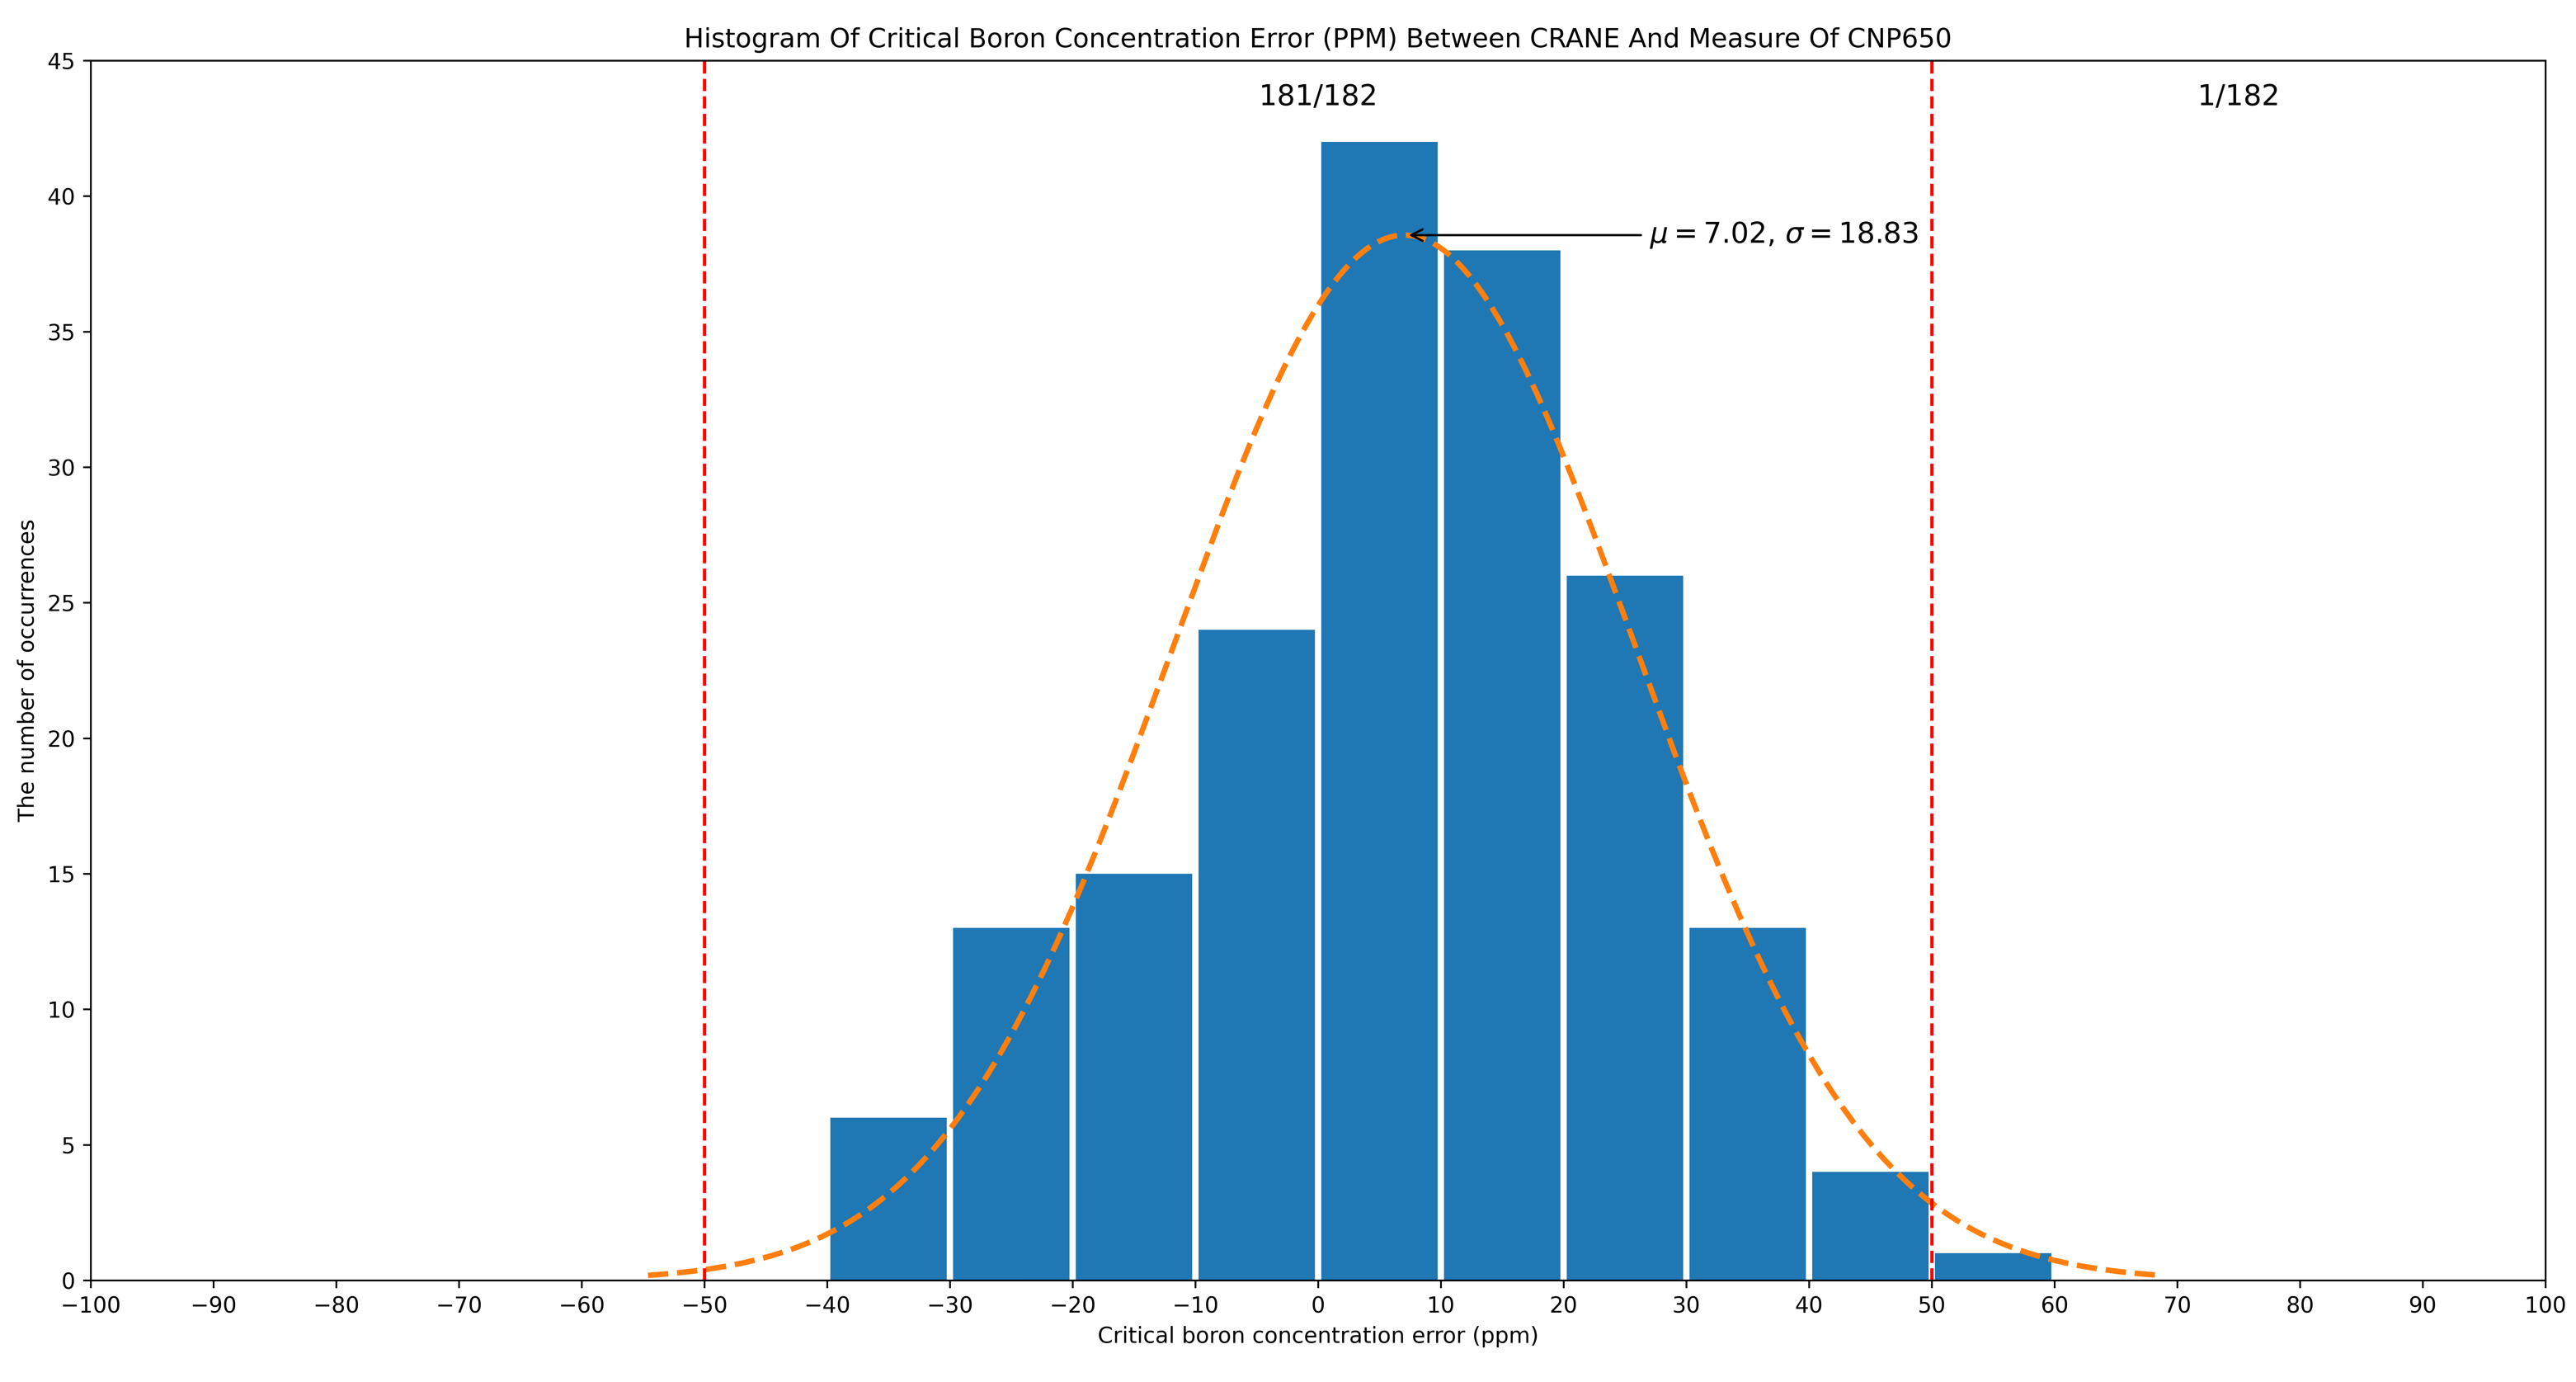 Histogram Of Critical Boron Concentration Error (PPM) Between CRANE And Measure Of CNP650
45
181/182
1/182
40
μ = 7.02, σ = 18.83
35
30
25
20
15
10
5
0
The number of occurrences
−100 −90 −80 −70 −60 −50 −40 −30 −20 −10 0 10 20 30 40 50 60 70 80 90 100
Critical boron concentration error (ppm)